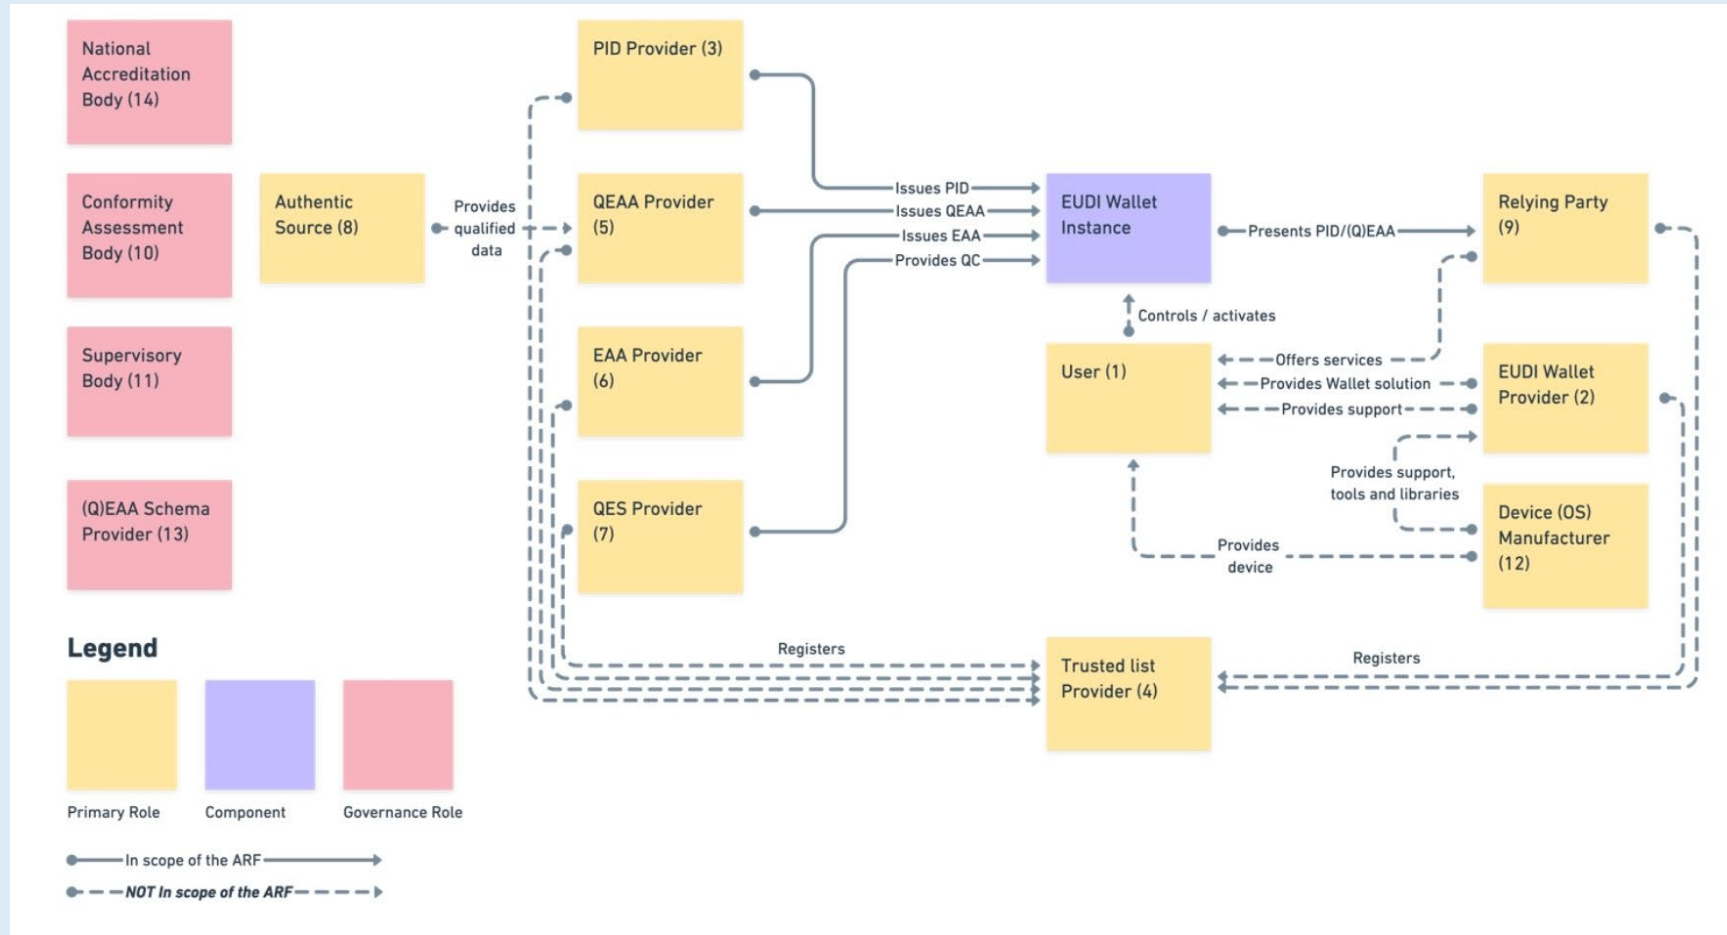 National
Accreditation
Body (14)
PID Provider (3)
Conformity
Assessment
Body (10)
Authentic
Source (8)
Provides
qualified
data
QEAA Provider
(5)
Issues PID
Issues QEAA
Issues EAA
Provides QC
EUDI Wallet
Instance
Presents PID/(Q)EAA
Relying Party
(9)
Controls / activates
Supervisory
Body (11)
EAA Provider
(6)
User (1)
Offers services
Provides Wallet solution
Provides support
EUDI Wallet
Provider (2)
Provides support,
tools and libraries
(Q)EAA Schema
Provider (13)
QES Provider
(7)
Device (OS)
Manufacturer
(12)
Provides
device
Registers
Trusted list
Provider (4)
Registers
Legend
Primary Role
Component
Governance Role
In scope of the ARF
NOT In scope of the ARF